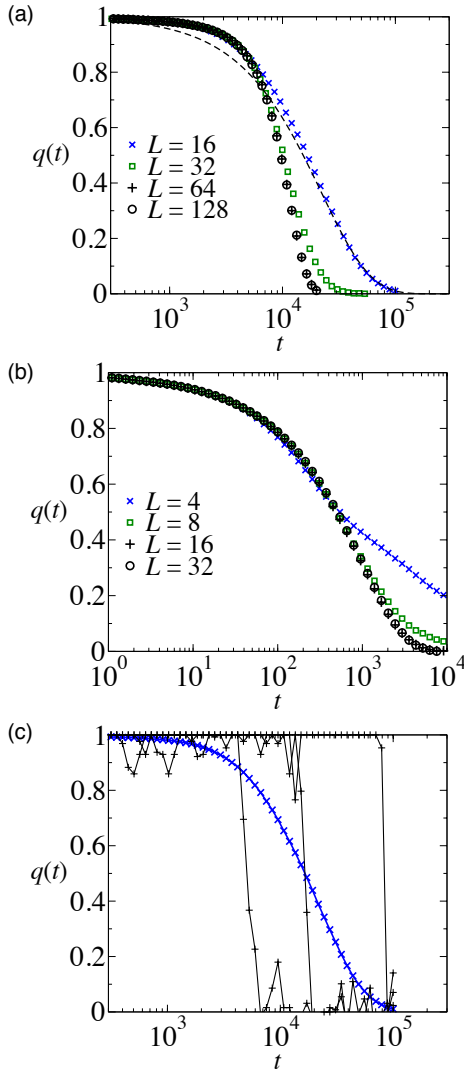 (a)
1
0.8
0.6
q(t)
0.4
0.2
0
L = 16
L = 32
L = 64
L = 128
10³ 10⁴ 10⁵
t
(b)
1
0.8
0.6
q(t)
0.4
0.2
0
L = 4
L = 8
L = 16
L = 32
10⁰ 10¹ 10² 10³ 10⁴
t
(c)
1
0.8
0.6
q(t)
0.4
0.2
0
10³ 10⁴ 10⁵
t